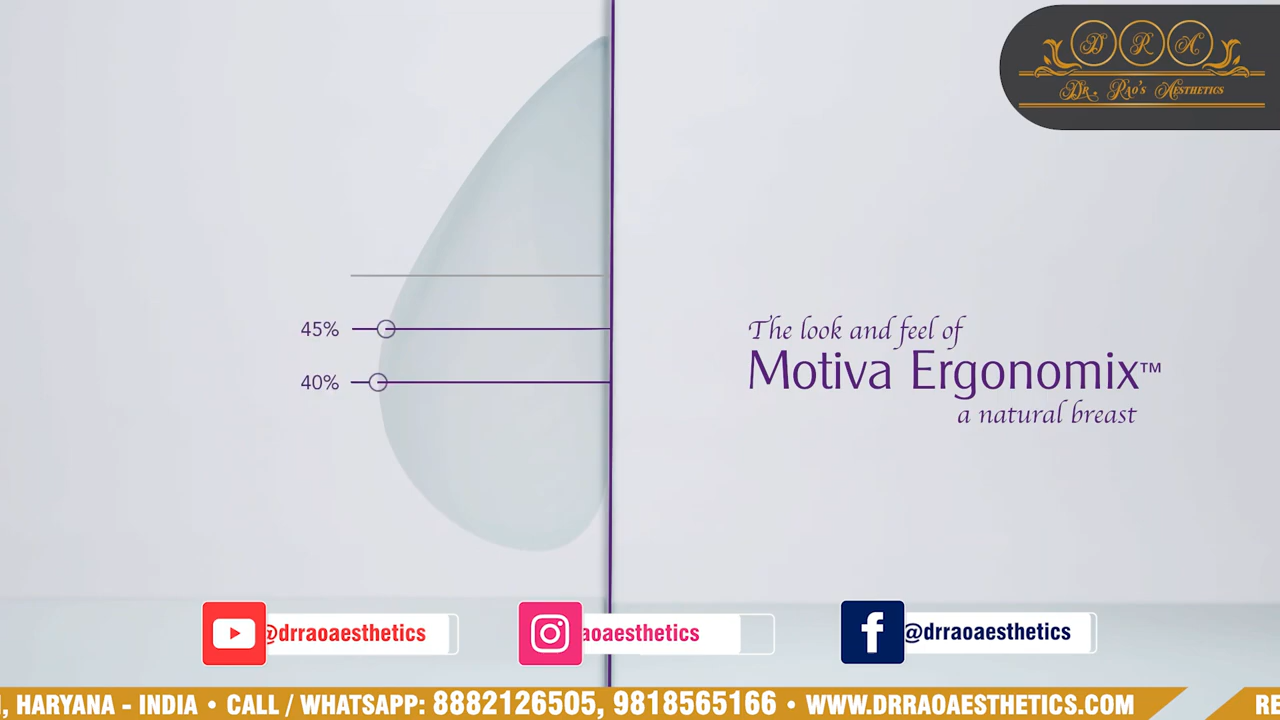 D R A
Dr. Rao's Aesthetics
45%
40%
The look and feel of
Motiva Ergonomix™
a natural breast
@drraoaesthetics
aoaesthetics
@drraoaesthetics
, HARYANA - INDIA • CALL / WHATSAPP: 8882126505, 9818565166 • WWW.DRRAOAESTHETICS.COM
RE